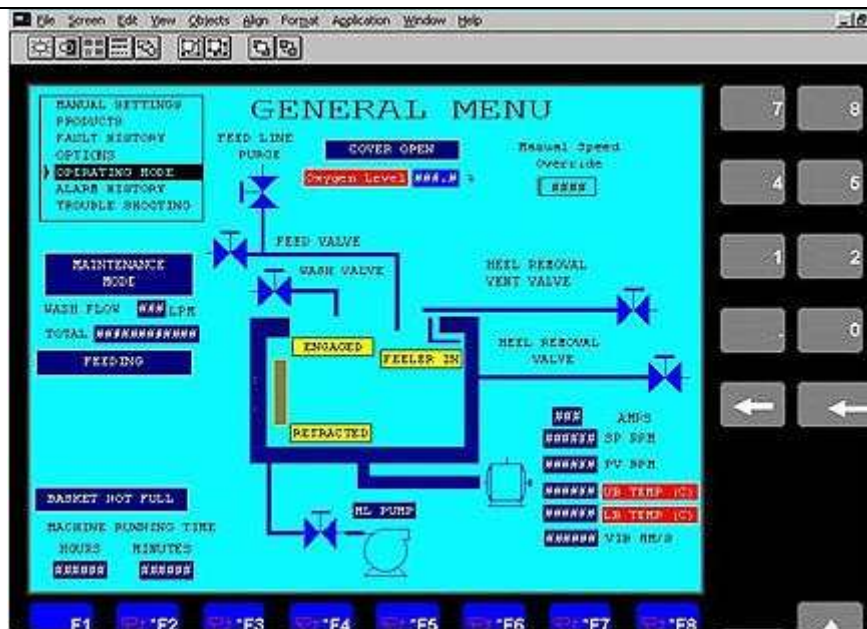 File Screen Edit View Objects Align Format Application Window Help
GENERAL MENU
MANUAL SETTINGS
PRODUCTS
FAULT HISTORY
OPTIONS
OPERATING MODE
ALARM HISTORY
TROUBLE SHOOTING
FEED LINE
PURGE
COVER OPEN
Oxygen Level ###.# %
Manual Speed
Override
####
FEED VALVE
WASH VALVE
MAINTENANCE
MODE
WASH FLOW ### LPM
TOTAL ############
FEEDING
HEEL REMOVAL
VENT VALVE
HEEL REMOVAL
VALVE
ENGAGED
FEELER IN
RETRACTED
### AMPS
###### SP RPM
###### PV RPM
###### UB TEMP (C)
###### LB TEMP (C)
###### VIB MM/S
BASKET NOT FULL
ML PUMP
MACHINE RUNNING TIME
HOURS MINUTES
###### ######
7 8
4 5
1 2
. 0
F1 F2 F3 F4 F5 F6 F7 F8